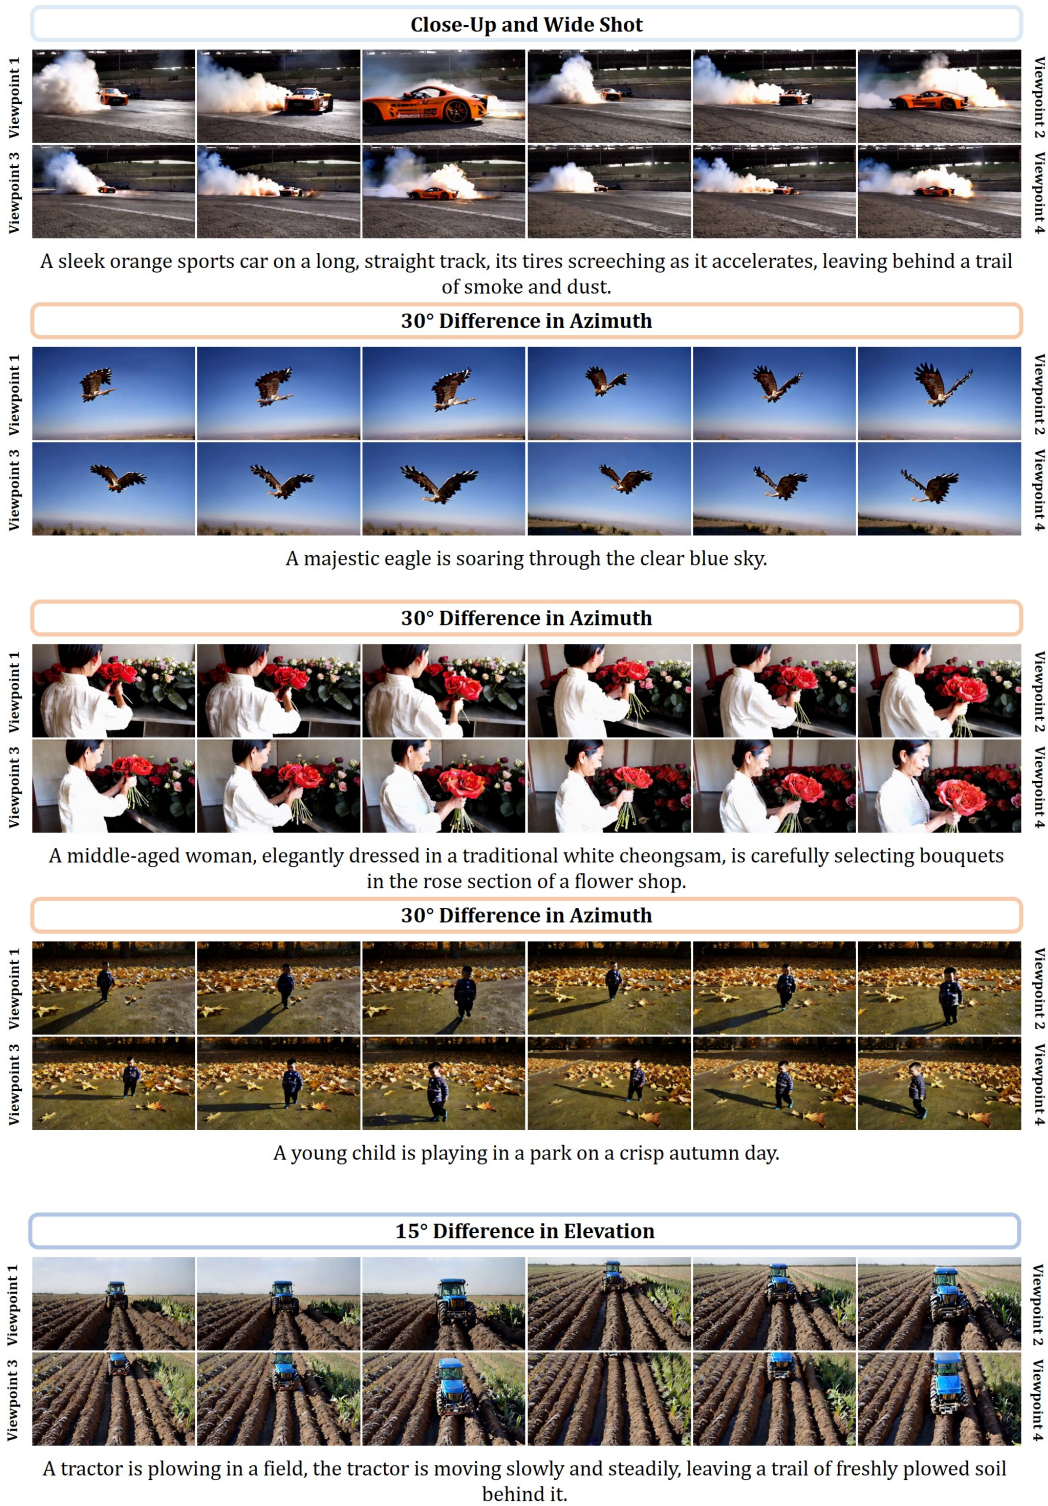 Close-Up and Wide Shot
Viewpoint 1
Viewpoint 2
Viewpoint 3
Viewpoint 4
A sleek orange sports car on a long, straight track, its tires screeching as it accelerates, leaving behind a trail
of smoke and dust.
30° Difference in Azimuth
Viewpoint 1
Viewpoint 2
Viewpoint 3
Viewpoint 4
A majestic eagle is soaring through the clear blue sky.
30° Difference in Azimuth
Viewpoint 1
Viewpoint 2
Viewpoint 3
Viewpoint 4
A middle-aged woman, elegantly dressed in a traditional white cheongsam, is carefully selecting bouquets
in the rose section of a flower shop.
30° Difference in Azimuth
Viewpoint 1
Viewpoint 2
Viewpoint 3
Viewpoint 4
A young child is playing in a park on a crisp autumn day.
15° Difference in Elevation
Viewpoint 1
Viewpoint 2
Viewpoint 3
Viewpoint 4
A tractor is plowing in a field, the tractor is moving slowly and steadily, leaving a trail of freshly plowed soil
behind it.